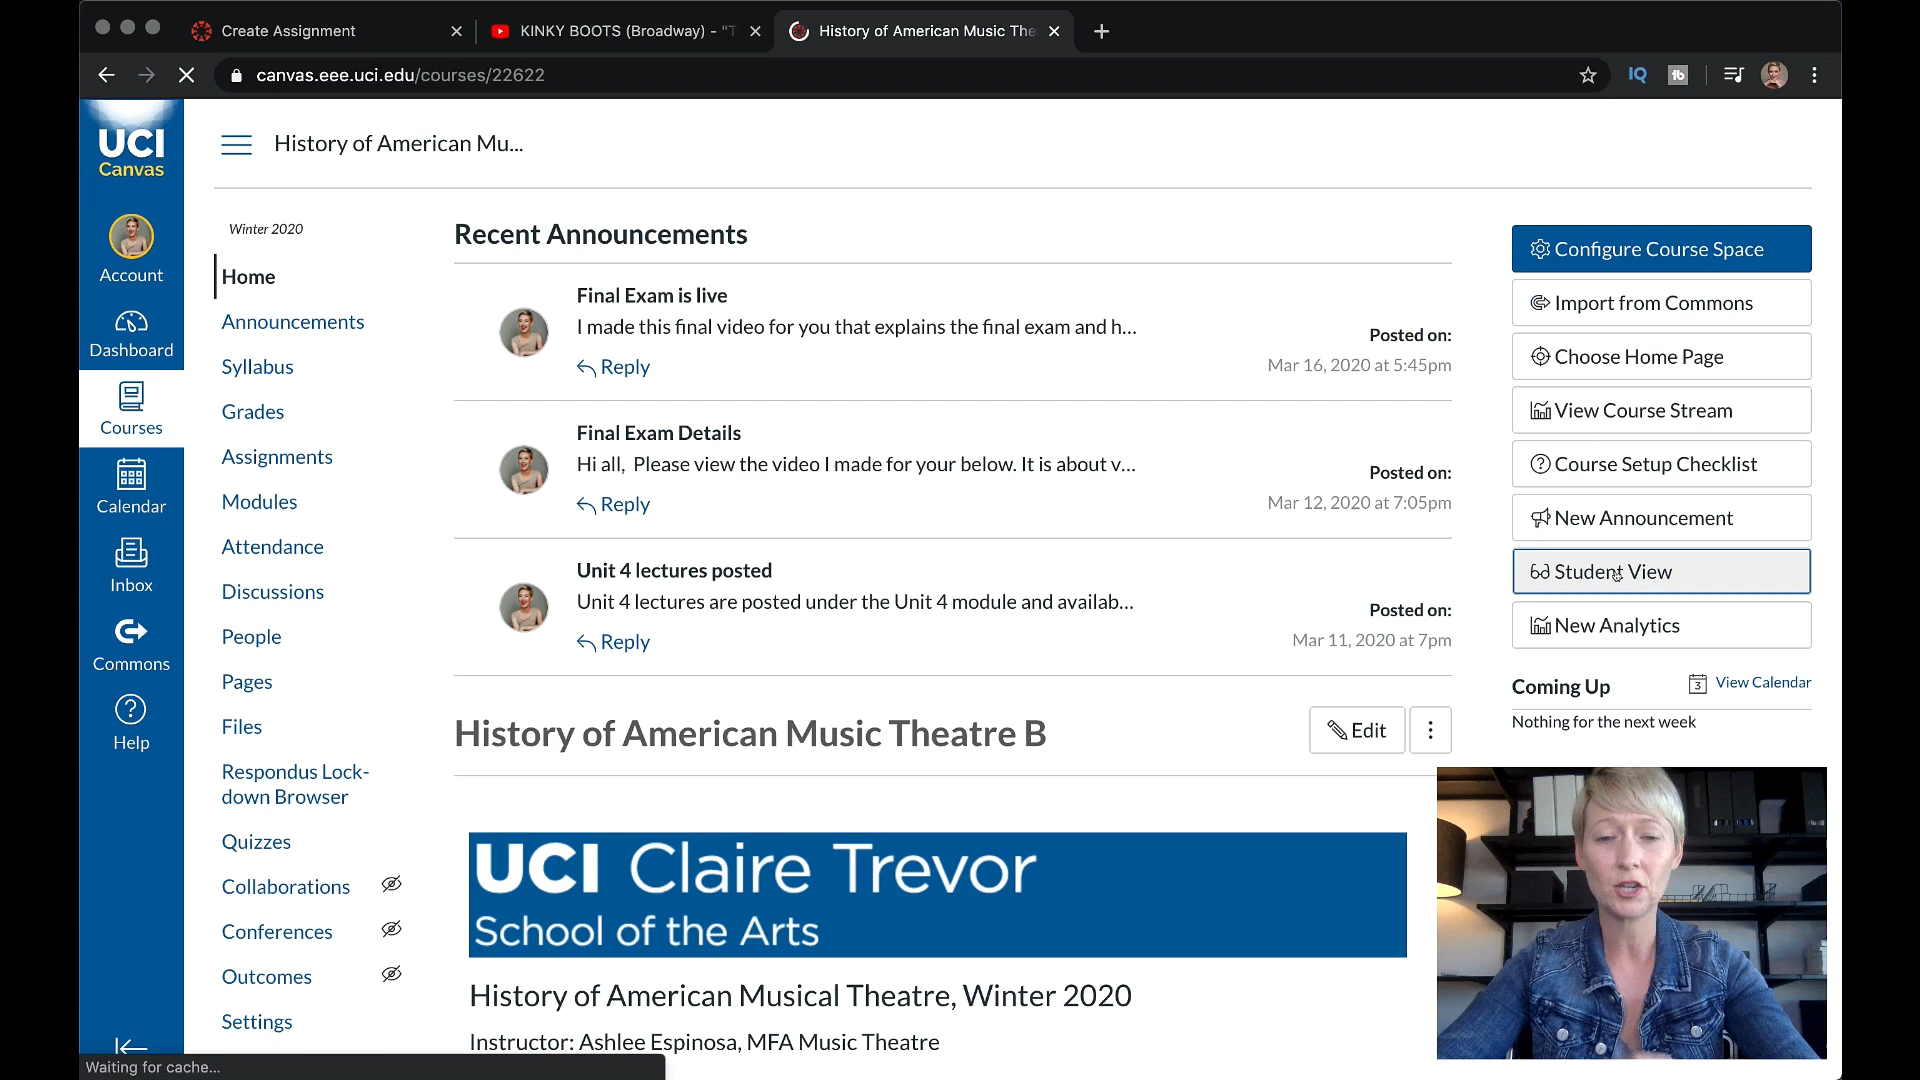 Create Assignment
KINKY BOOTS (Broadway) - "T
History of American Music The
canvas.eee.uci.edu/courses/22622
IQ
tb
UCI
Canvas
Account
Dashboard
Courses
Calendar
Inbox
Commons
Help
History of American Mu...
Winter 2020
Home
Announcements
Syllabus
Grades
Assignments
Modules
Attendance
Discussions
People
Pages
Files
Respondus Lock-
down Browser
Quizzes
Collaborations
Conferences
Outcomes
Settings
Recent Announcements
Final Exam is live
I made this final video for you that explains the final exam and h...
Reply
Posted on:
Mar 16, 2020 at 5:45pm
Final Exam Details
Hi all,  Please view the video I made for your below. It is about v...
Reply
Posted on:
Mar 12, 2020 at 7:05pm
Unit 4 lectures posted
Unit 4 lectures are posted under the Unit 4 module and availab...
Reply
Posted on:
Mar 11, 2020 at 7pm
History of American Music Theatre B
Edit
UCI Claire Trevor
School of the Arts
History of American Musical Theatre, Winter 2020
Instructor: Ashlee Espinosa, MFA Music Theatre
Configure Course Space
Import from Commons
Choose Home Page
View Course Stream
Course Setup Checklist
New Announcement
Student View
New Analytics
Coming Up
3 View Calendar
Nothing for the next week
Waiting for cache...